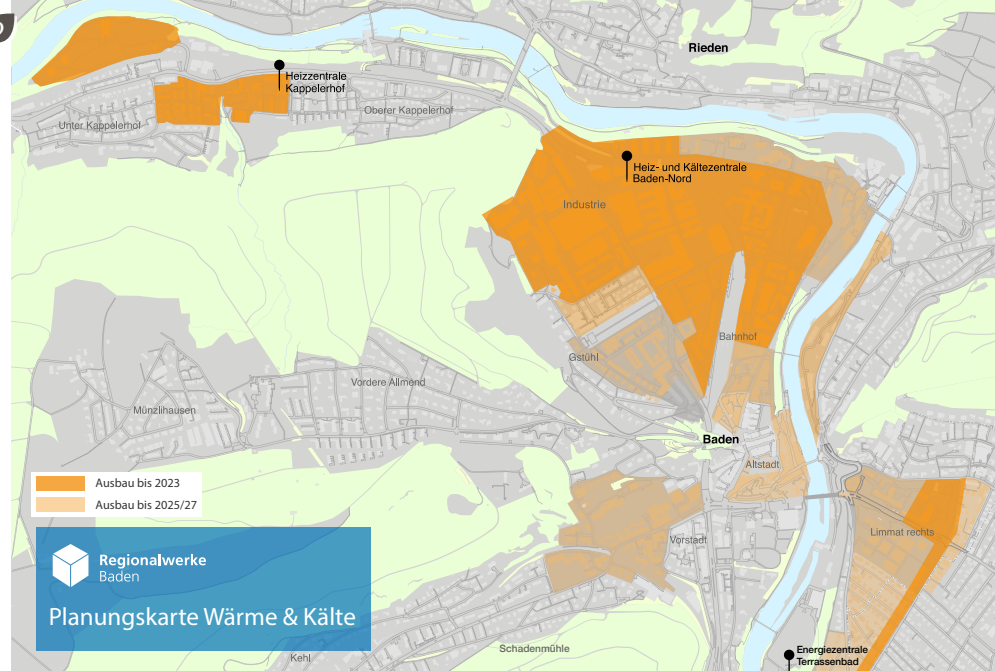 Rieden
Heizzentrale
Kappelerhof
Oberer Kappelerhof
Unter Kappelerhof
Heiz- und Kältezentrale
Baden-Nord
Industrie
Bahnhof
Gstühl
Vordere Allmend
Münzlihausen
Baden
Altstadt
Ausbau bis 2023
Ausbau bis 2025/27
Limmat rechts
Vorstadt
Regionalwerke
Baden
Planungskarte Wärme & Kälte
Schadenmühle
Energiezentrale
Terrassenbad
Kehl